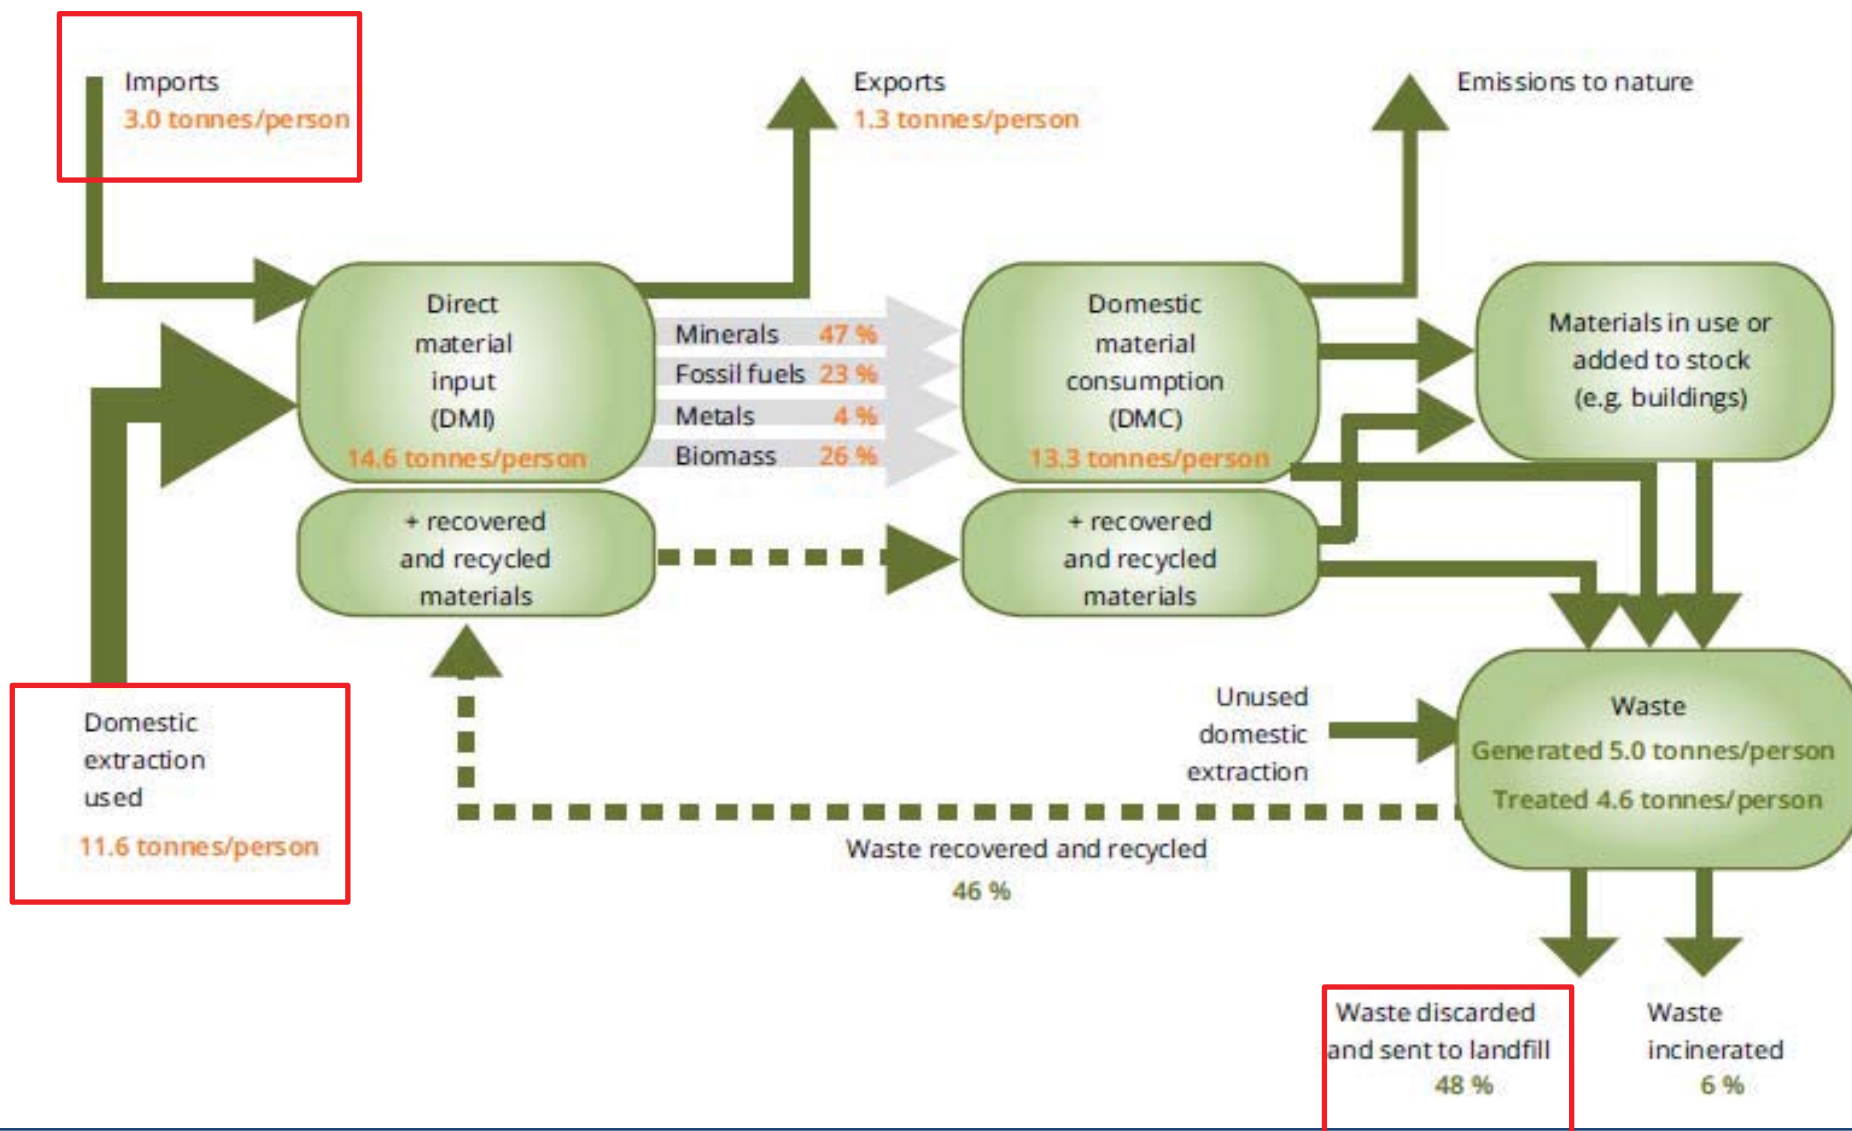 Imports
3.0 tonnes/person
Exports
1.3 tonnes/person
Emissions to nature
Direct
material
input
(DMI)
14.6 tonnes/person
Minerals 47 %
Fossil fuels 23 %
Metals 4 %
Biomass 26 %
Domestic
material
consumption
(DMC)
13.3 tonnes/person
Materials in use or
added to stock
(e.g. buildings)
+ recovered
and recycled
materials
+ recovered
and recycled
materials
Domestic
extraction
used
11.6 tonnes/person
Unused
domestic
extraction
Waste
Generated 5.0 tonnes/person
Treated 4.6 tonnes/person
Waste recovered and recycled
46 %
Waste discarded
and sent to landfill
48 %
Waste
incinerated
6 %